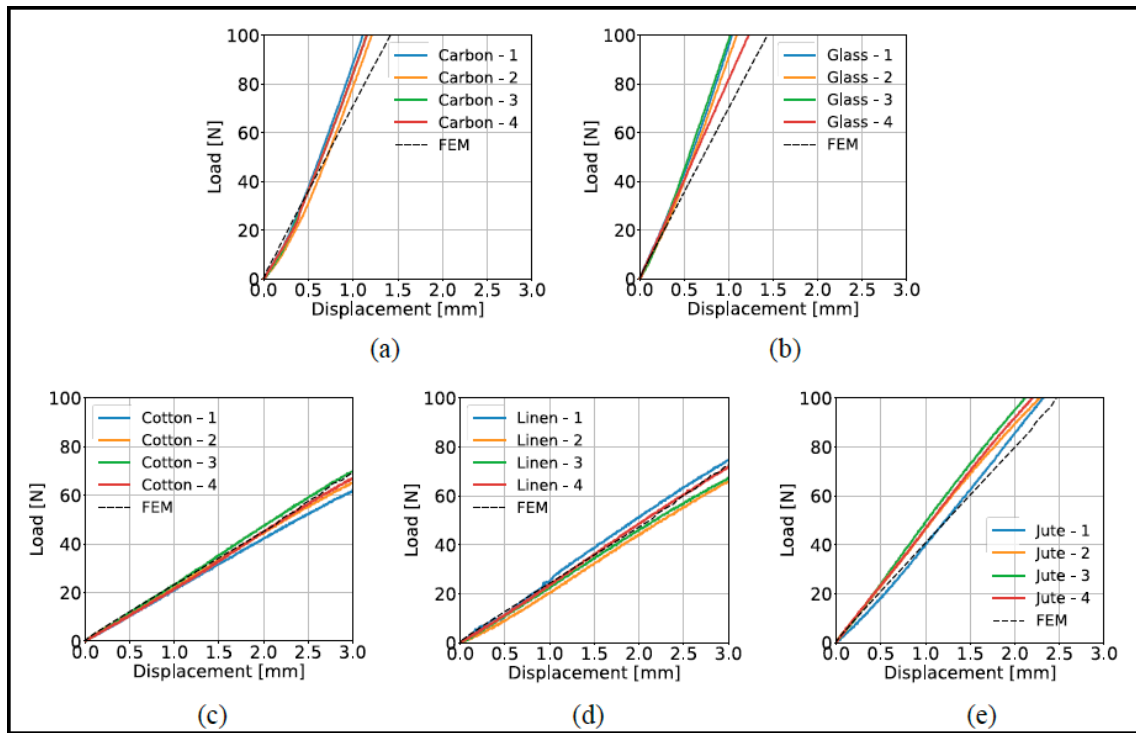 100
80
60
40
20
0
Load [N]
Carbon - 1
Carbon - 2
Carbon - 3
Carbon - 4
FEM
0.0 0.5 1.0 1.5 2.0 2.5 3.0
Displacement [mm]
(a)
100
80
60
40
20
0
Load [N]
Glass - 1
Glass - 2
Glass - 3
Glass - 4
FEM
0.0 0.5 1.0 1.5 2.0 2.5 3.0
Displacement [mm]
(b)
100
80
60
40
20
0
Load [N]
Cotton - 1
Cotton - 2
Cotton - 3
Cotton - 4
FEM
0.0 0.5 1.0 1.5 2.0 2.5 3.0
Displacement [mm]
(c)
100
80
60
40
20
0
Load [N]
Linen - 1
Linen - 2
Linen - 3
Linen - 4
FEM
0.0 0.5 1.0 1.5 2.0 2.5 3.0
Displacement [mm]
(d)
100
80
60
40
20
0
Load [N]
Jute - 1
Jute - 2
Jute - 3
Jute - 4
FEM
0.0 0.5 1.0 1.5 2.0 2.5 3.0
Displacement [mm]
(e)